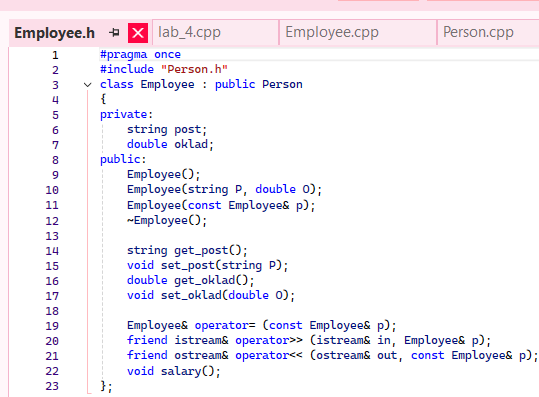 Employee.h lab_4.cpp Employee.cpp Person.cpp
1 #pragma once
2 #include "Person.h"
3 class Employee : public Person
4 {
5 private:
6 string post;
7 double oklad;
8 public:
9 Employee();
10 Employee(string P, double O);
11 Employee(const Employee& p);
12 ~Employee();
13
14 string get_post();
15 void set_post(string P);
16 double get_oklad();
17 void set_oklad(double O);
18
19 Employee& operator= (const Employee& p);
20 friend istream& operator>> (istream& in, Employee& p);
21 friend ostream& operator<< (ostream& out, const Employee& p);
22 void salary();
23 };